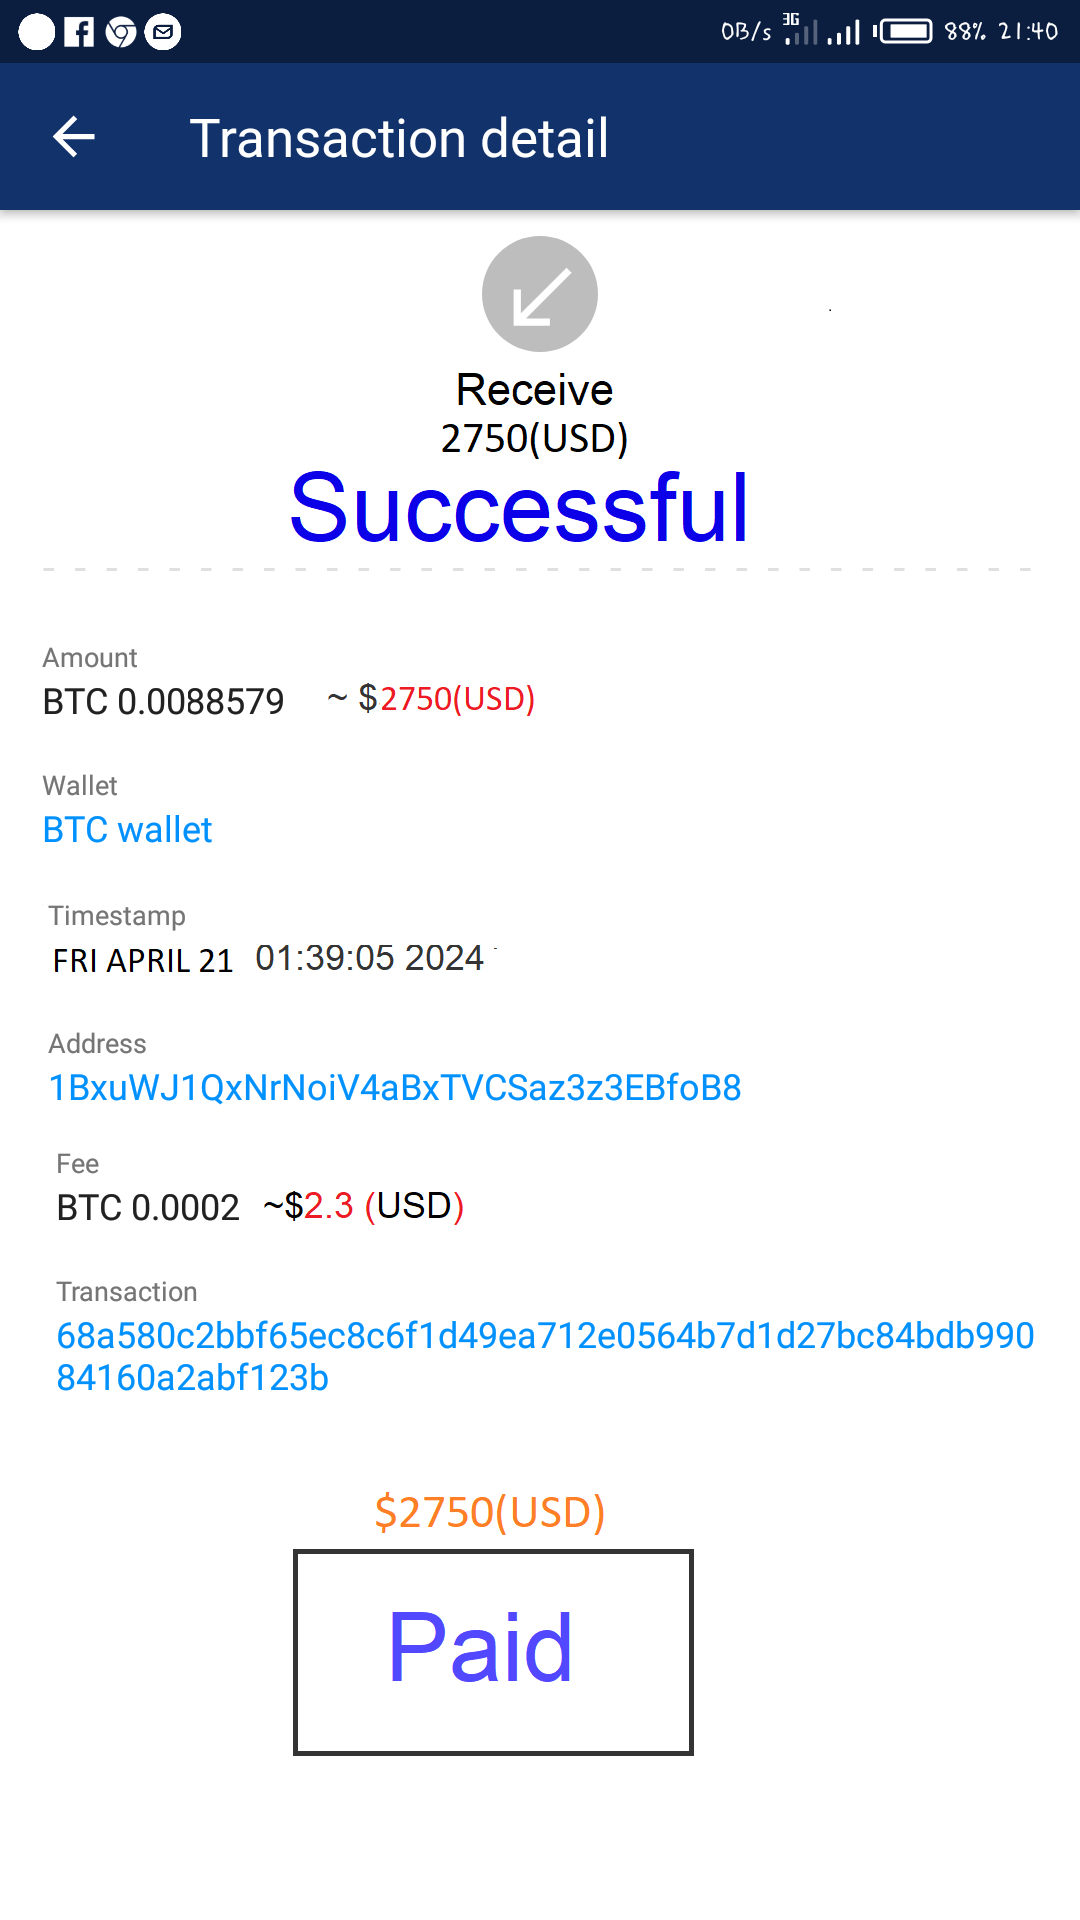 0B/s 3G 88% 21:40
Transaction detail
Receive
2750(USD)
Successful
Amount
BTC 0.0088579 ~ $2750(USD)
Wallet
BTC wallet
Timestamp
FRI APRIL 21 01:39:05 2024
Address
1BxuWJ1QxNrNoiV4aBxTVCSaz3z3EBfoB8
Fee
BTC 0.0002 ~$2.3 (USD)
Transaction
68a580c2bbf65ec8c6f1d49ea712e0564b7d1d27bc84bdb990
84160a2abf123b
$2750(USD)
Paid